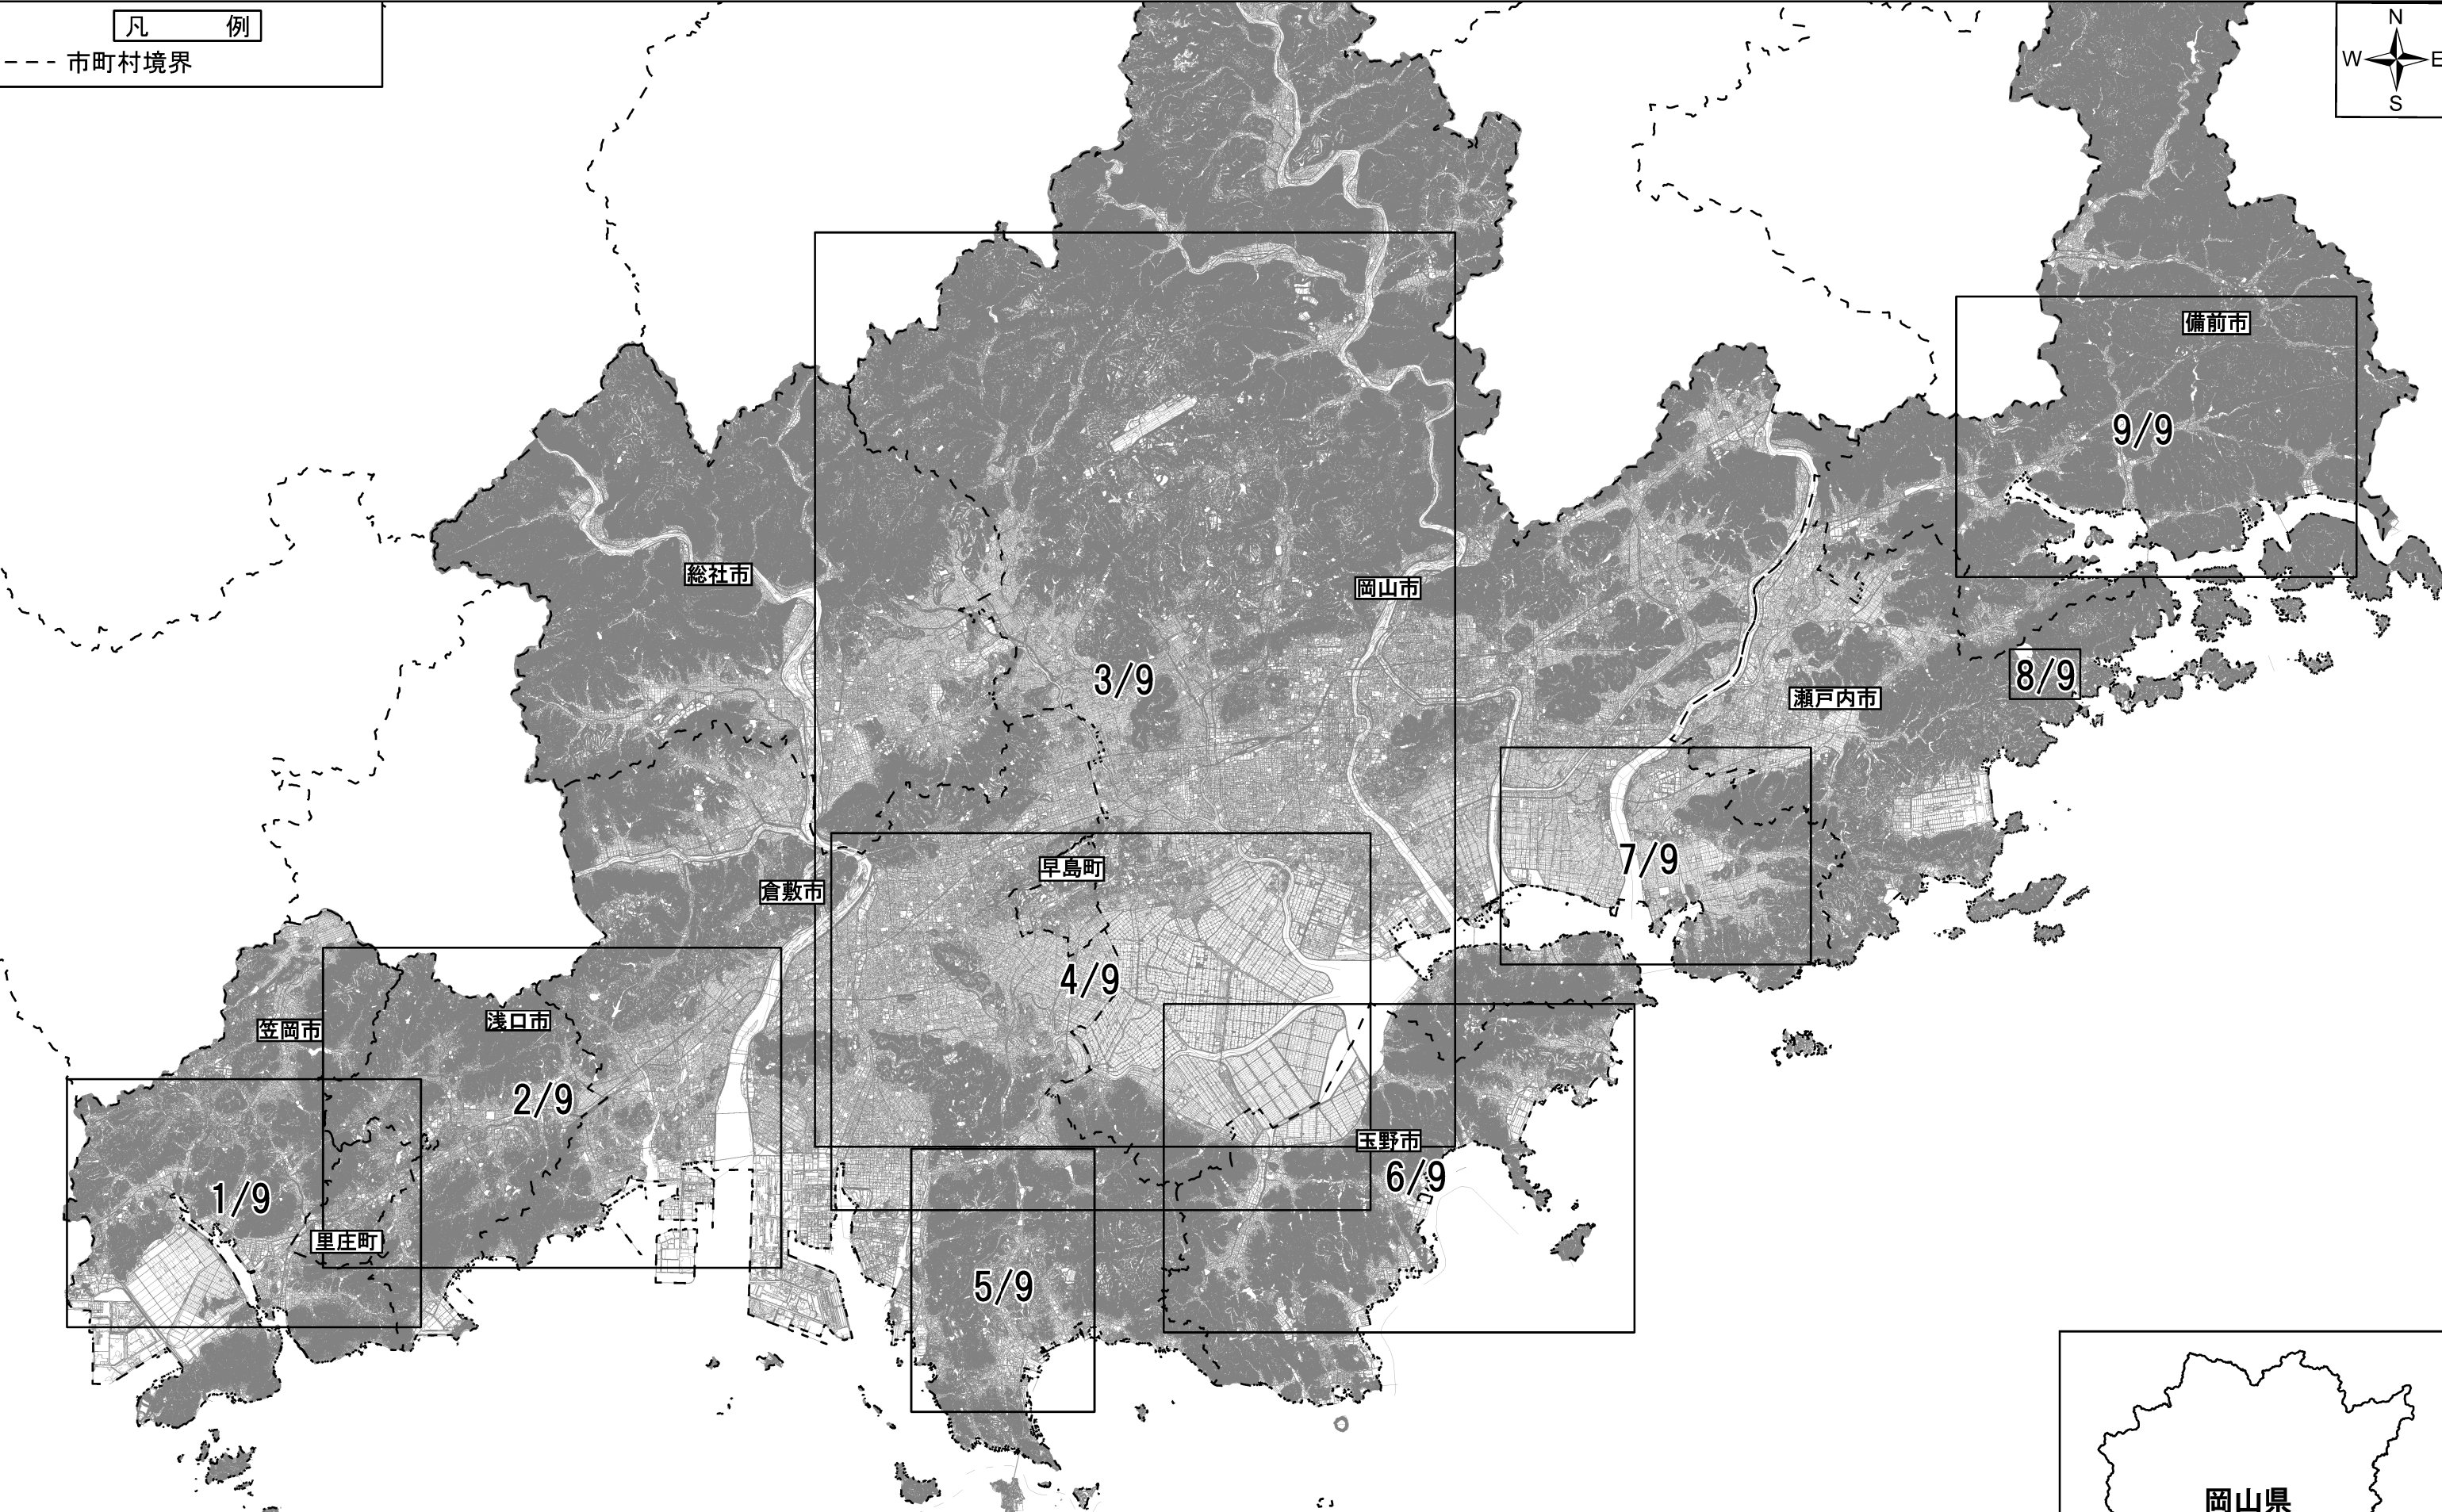 凡 例
市町村境界
N
W E
S
備前市
9/9
総社市
岡山市
3/9
8/9
瀬戸内市
7/9
早島町
倉敷市
4/9
笠岡市
浅口市
2/9
玉野市
6/9
1/9
里庄町
5/9
岡山県